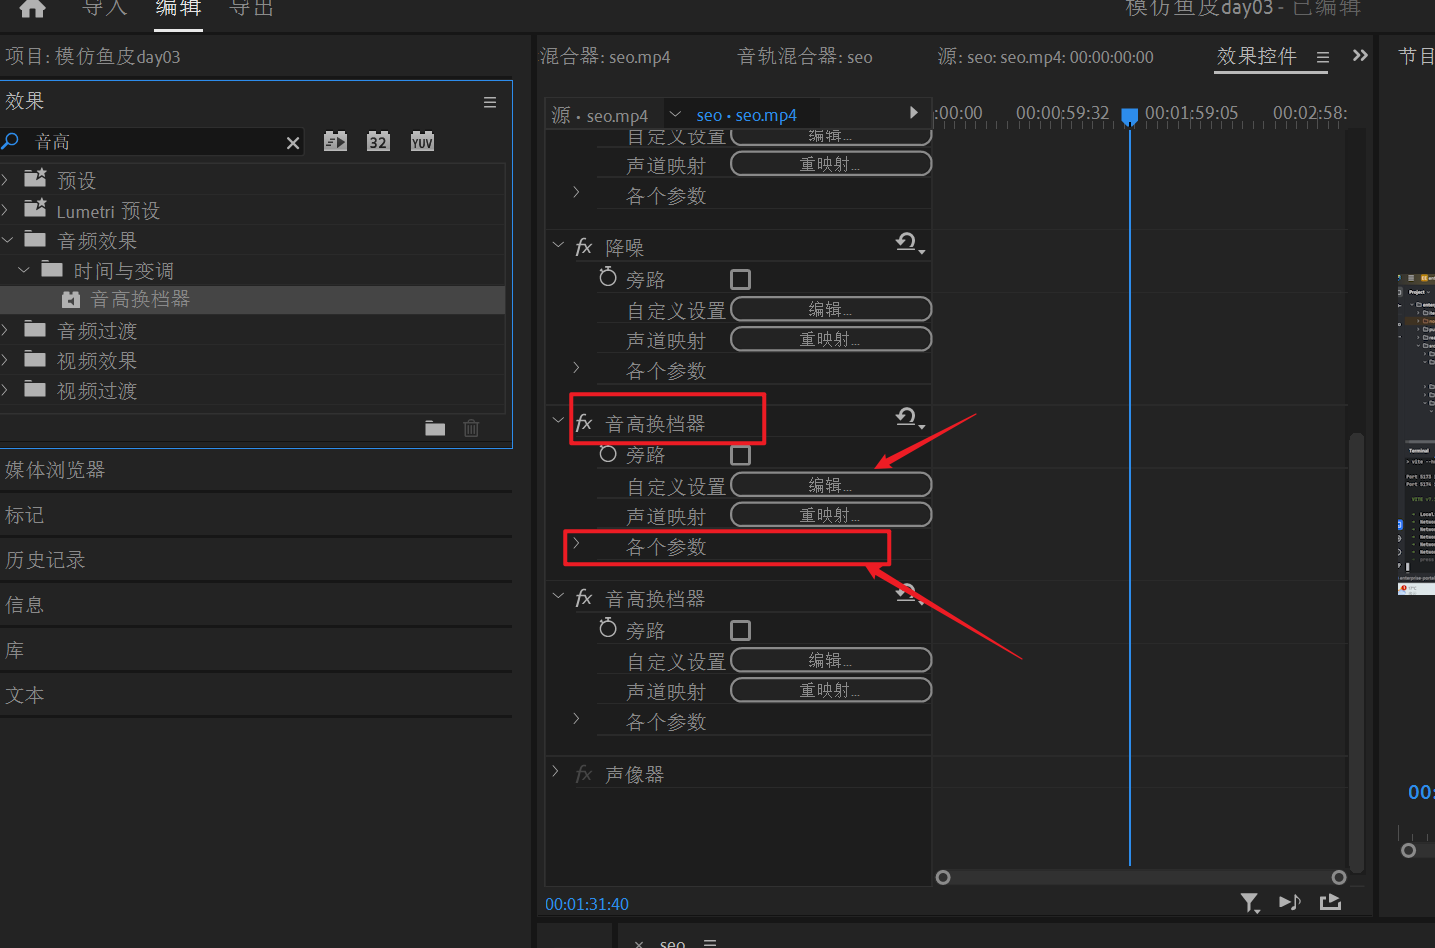 导入
编辑
导出
模仿鱼皮day03 - 已编辑
项目: 模仿鱼皮day03
效果
音高
32
YUV
预设
Lumetri 预设
音频效果
时间与变调
音高换档器
音频过渡
视频效果
视频过渡
媒体浏览器
标记
历史记录
信息
库
文本
混合器: seo.mp4
音轨混合器: seo
源: seo: seo.mp4: 00:00:00:00
效果控件
源 • seo.mp4
seo • seo.mp4
:00:00
00:00:59:32
00:01:59:05
00:02:58:
自定义设置
编辑...
声道映射
重映射...
各个参数
fx 降噪
旁路
自定义设置
编辑...
声道映射
重映射...
各个参数
fx 音高换档器
旁路
自定义设置
编辑...
声道映射
重映射...
各个参数
fx 音高换档器
旁路
自定义设置
编辑...
声道映射
重映射...
各个参数
fx 声像器
00:01:31:40
seo
节目
Project
Terminal
00: